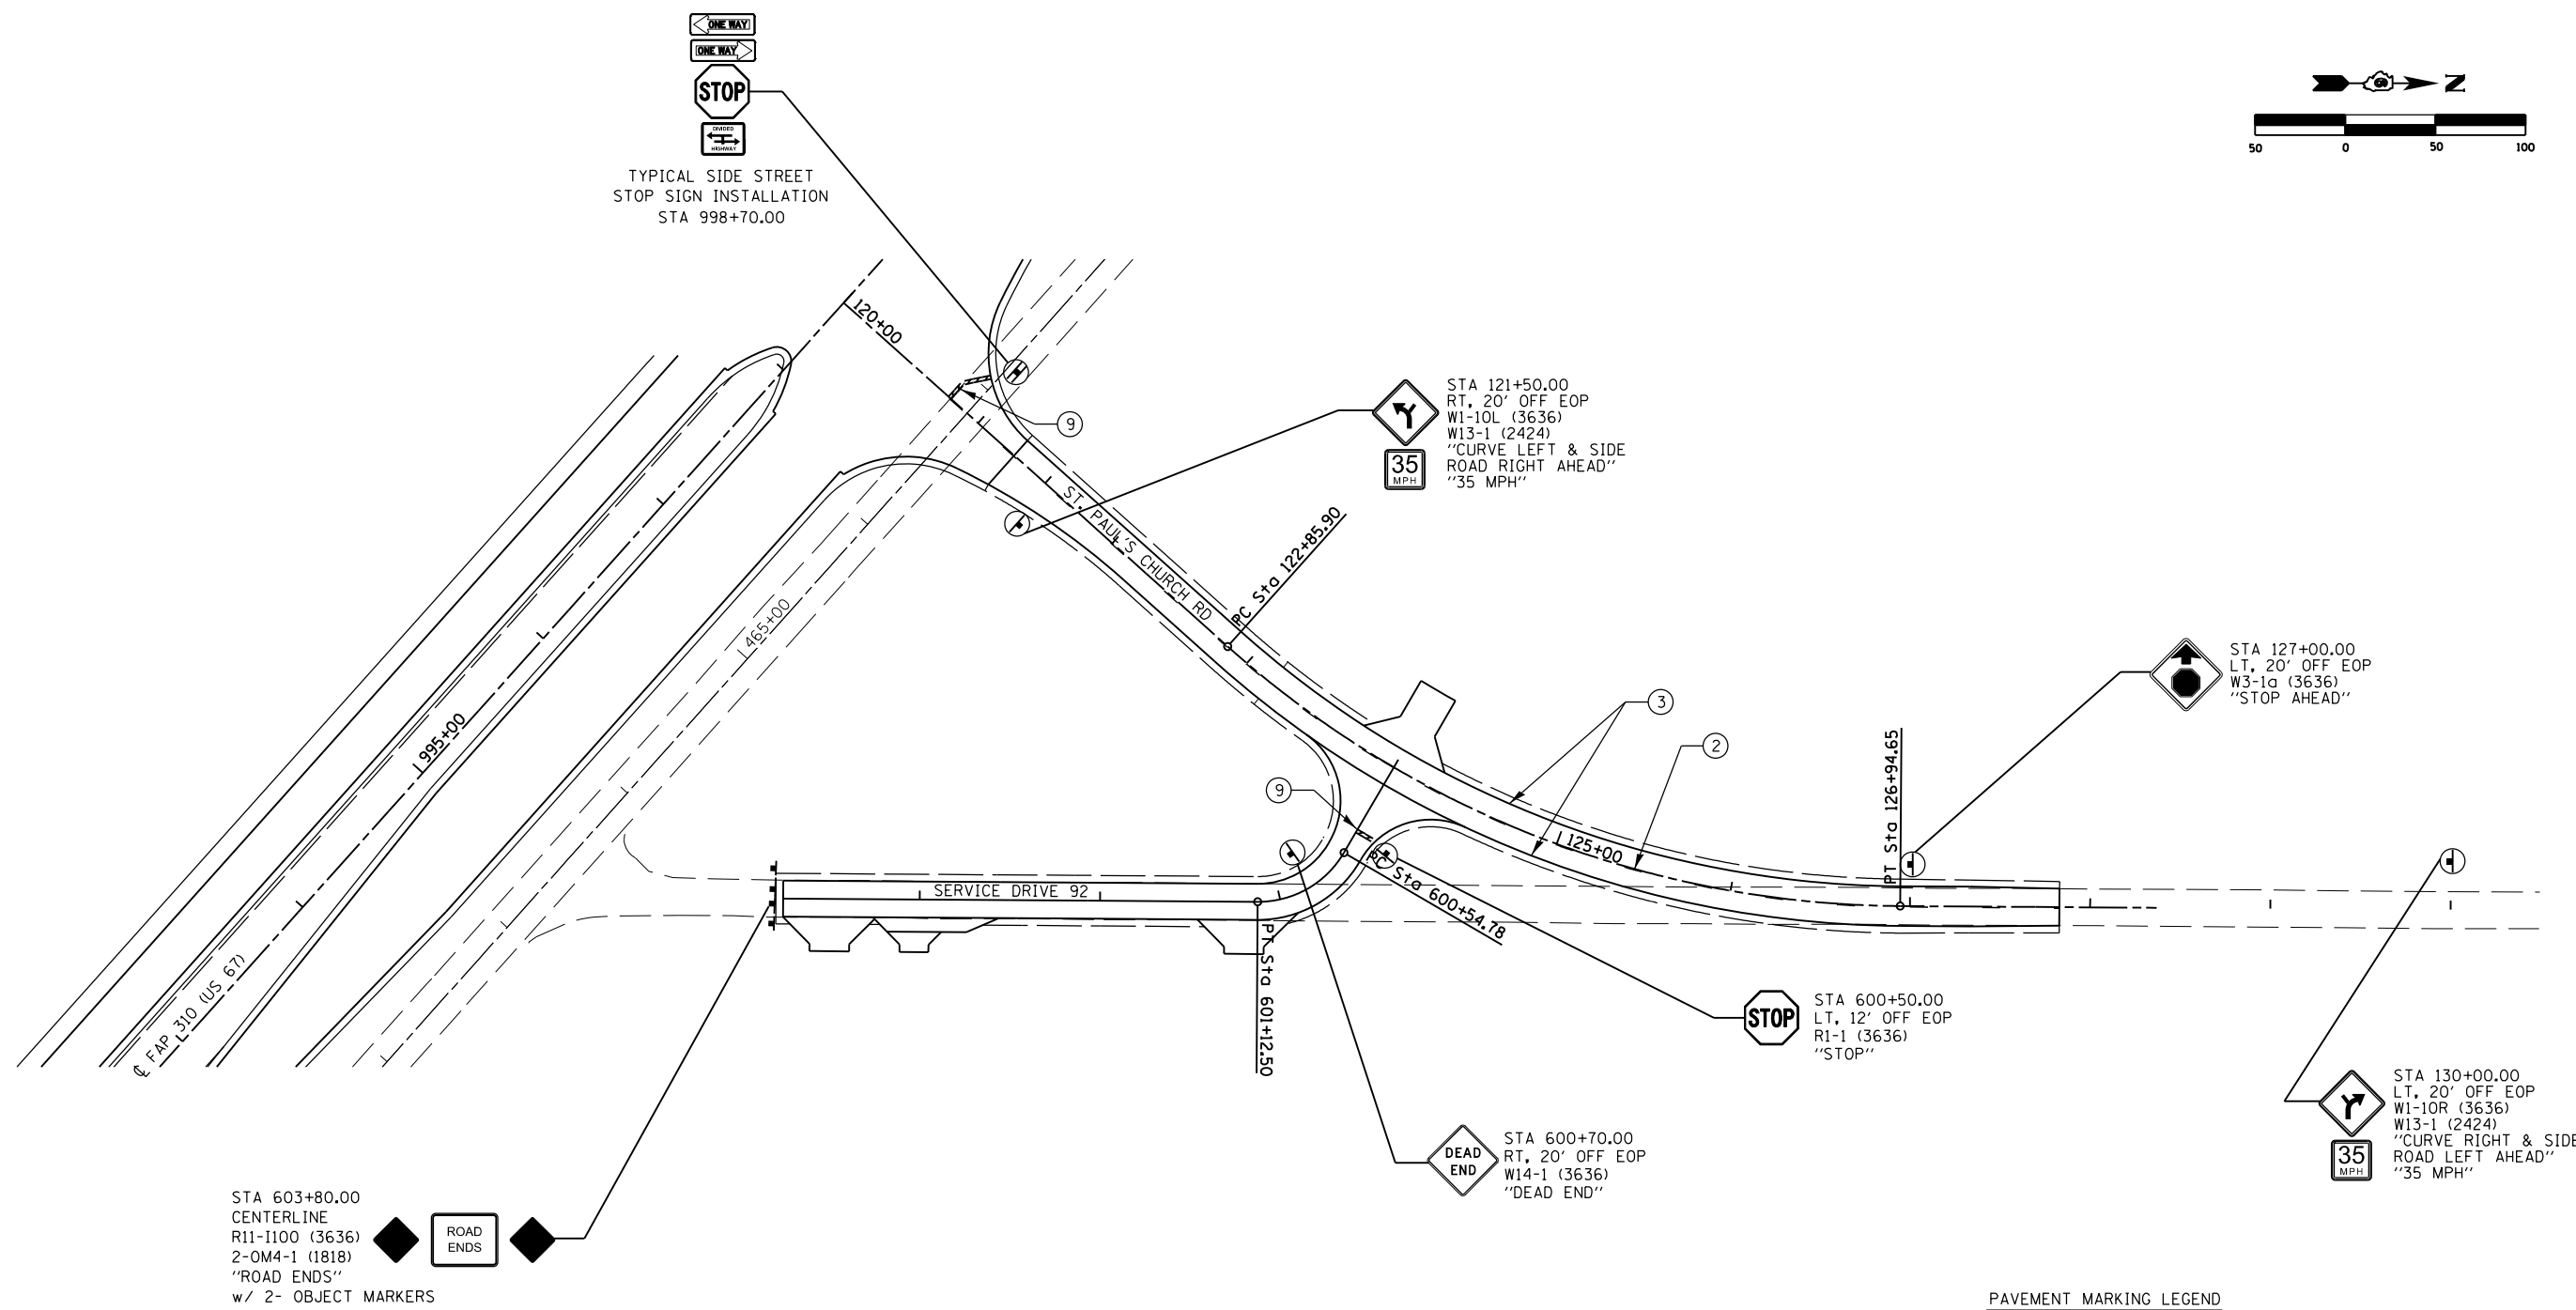 ONE WAY
ONE WAY
STOP
DIVIDED
HIGHWAY
TYPICAL SIDE STREET
STOP SIGN INSTALLATION
STA 998+70.00
N
50 0 50 100
120+00
9
STA 121+50.00
RT, 20' OFF EOP
W1-10L (3636)
W13-1 (2424)
"CURVE LEFT & SIDE
ROAD RIGHT AHEAD"
"35 MPH"
35
MPH
ST. PAUL'S CHURCH RD
PC Sta 122+85.90
465+00
995+00
℄ FAP 310 (US 67)
3
2
9
125+00
PT Sta 126+94.65
STA 127+00.00
LT, 20' OFF EOP
W3-1a (3636)
"STOP AHEAD"
SERVICE DRIVE 92
PC Sta 600+54.78
PT Sta 601+12.50
STOP
STA 600+50.00
LT, 12' OFF EOP
R1-1 (3636)
"STOP"
DEAD
END
STA 600+70.00
RT, 20' OFF EOP
W14-1 (3636)
"DEAD END"
35
MPH
STA 130+00.00
LT, 20' OFF EOP
W1-10R (3636)
W13-1 (2424)
"CURVE RIGHT & SIDE
ROAD LEFT AHEAD"
"35 MPH"
STA 603+80.00
CENTERLINE
R11-I100 (3636)
2-OM4-1 (1818)
"ROAD ENDS"
w/ 2- OBJECT MARKERS
ROAD
ENDS
PAVEMENT MARKING LEGEND